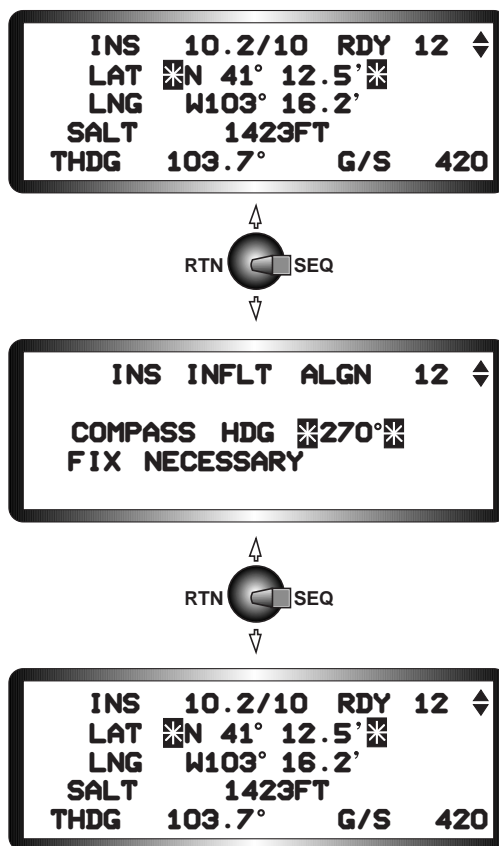 INS 10.2/10 RDY 12
LAT *N 41° 12.5'*
LNG W103° 16.2'
SALT 1423FT
THDG 103.7° G/S 420
RTN SEQ
INS INFLT ALGN 12
COMPASS HDG *270°*
FIX NECESSARY
RTN SEQ
INS 10.2/10 RDY 12
LAT *N 41° 12.5'*
LNG W103° 16.2'
SALT 1423FT
THDG 103.7° G/S 420